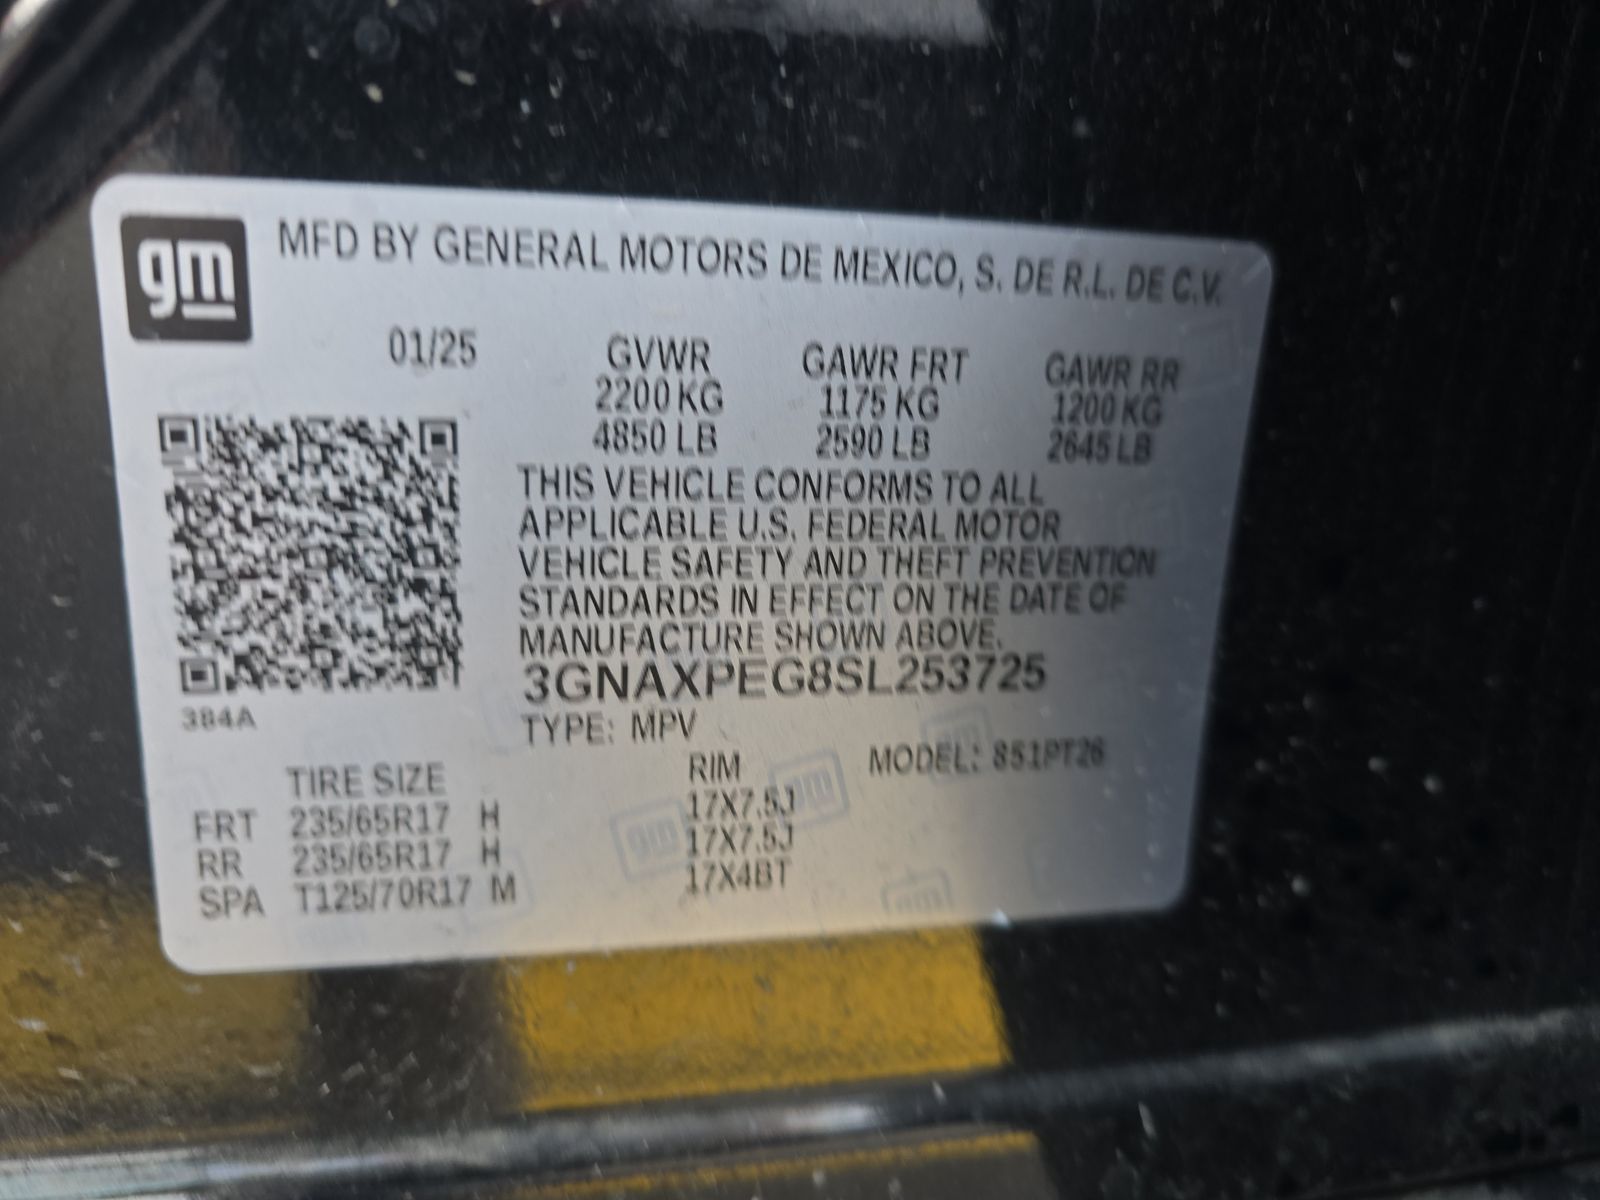 gm
MFD BY GENERAL MOTORS DE MEXICO, S. DE R.L. DE C.V.
01/25 GVWR GAWR FRT GAWR RR
2200 KG 1175 KG 1200 KG
4850 LB 2590 LB 2645 LB
THIS VEHICLE CONFORMS TO ALL
APPLICABLE U.S. FEDERAL MOTOR
VEHICLE SAFETY AND THEFT PREVENTION
STANDARDS IN EFFECT ON THE DATE OF
MANUFACTURE SHOWN ABOVE.
3GNAXPEG8SL253725
384A
TYPE: MPV
TIRE SIZE RIM MODEL: 851PT26
FRT 235/65R17 H 17X7.5J
RR 235/65R17 H 17X7.5J
SPA T125/70R17 M 17X4BT
gm
gm
gm